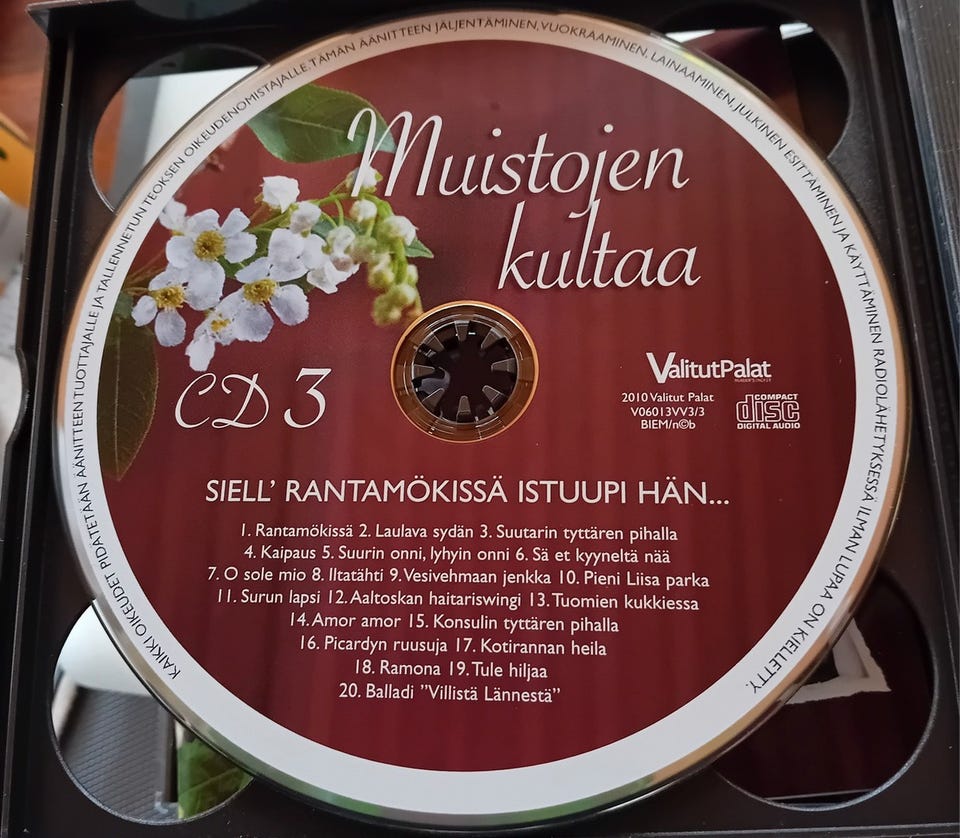 KAIKKI OIKEUDET PIDÄTETÄÄN ÄÄNITTEEN TUOTTAJALLE JA TALLENNETUN TEOKSEN OIKEUDENOMISTAJALLE. TÄMÄN ÄÄNITTEEN JÄLJENTÄMINEN, VUOKRAAMINEN, LAINAAMINEN, JULKINEN ESITTÄMINEN JA KÄYTTÄMINEN RADIOLÄHETYKSESSÄ ILMAN LUPAA ON KIELLETTY.
Muistojen
kultaa
CD 3
ValitutPalat
READER'S DIGEST
2010 Valitut Palat
V06013VV3/3
BIEM/n©b
COMPACT
disc
DIGITAL AUDIO
SIELL' RANTAMÖKISSÄ ISTUUPI HÄN...
1. Rantamökissä 2. Laulava sydän 3. Suutarin tyttären pihalla
4. Kaipaus 5. Suurin onni, lyhyin onni 6. Sä et kyyneltä nää
7. O sole mio 8. Iltatähti 9. Vesivehmaan jenkka 10. Pieni Liisa parka
11. Surun lapsi 12. Aaltoskan haitariswingi 13. Tuomien kukkiessa
14. Amor amor 15. Konsulin tyttären pihalla
16. Picardyn ruusuja 17. Kotirannan heila
18. Ramona 19. Tule hiljaa
20. Balladi ”Villistä Lännestä”